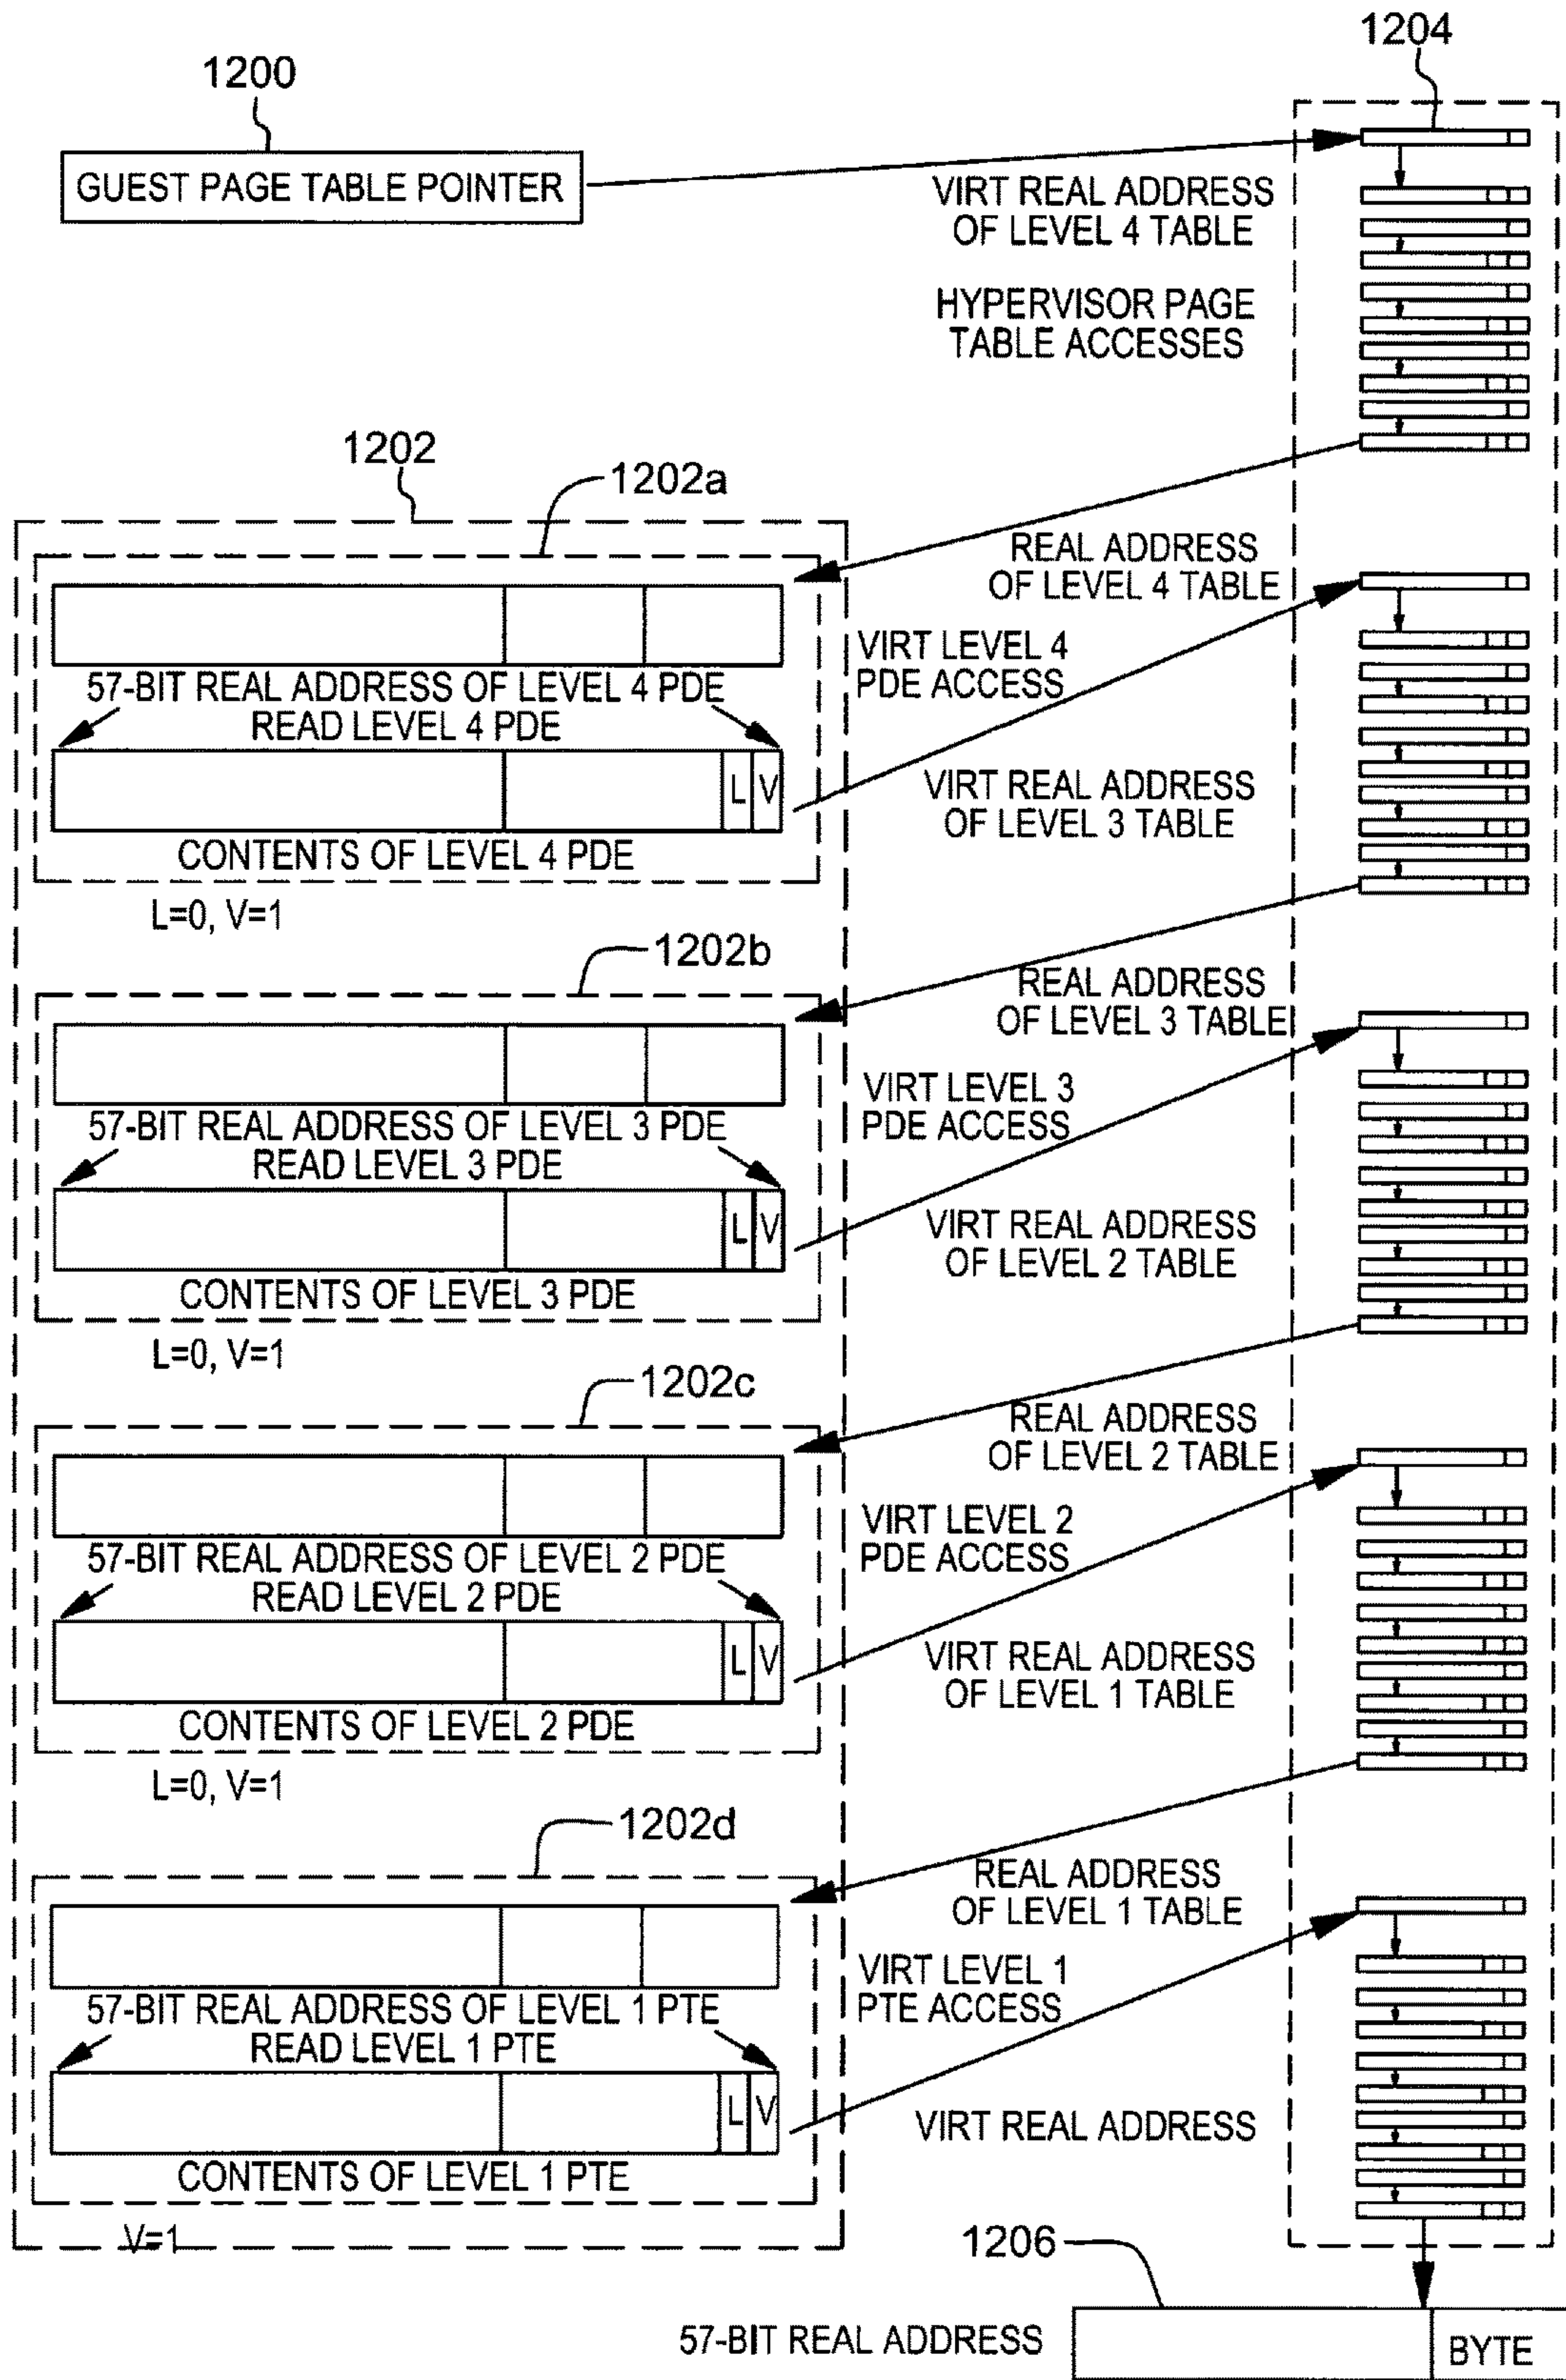 1204
1200
GUEST PAGE TABLE POINTER
VIRT REAL ADDRESS
OF LEVEL 4 TABLE
HYPERVISOR PAGE
TABLE ACCESSES
1202
1202a
REAL ADDRESS
OF LEVEL 4 TABLE
VIRT LEVEL 4
PDE ACCESS
57-BIT REAL ADDRESS OF LEVEL 4 PDE
READ LEVEL 4 PDE
L V
VIRT REAL ADDRESS
OF LEVEL 3 TABLE
CONTENTS OF LEVEL 4 PDE
L=0, V=1
1202b
REAL ADDRESS
OF LEVEL 3 TABLE
VIRT LEVEL 3
PDE ACCESS
57-BIT REAL ADDRESS OF LEVEL 3 PDE
READ LEVEL 3 PDE
L V
VIRT REAL ADDRESS
OF LEVEL 2 TABLE
CONTENTS OF LEVEL 3 PDE
L=0, V=1
1202c
REAL ADDRESS
OF LEVEL 2 TABLE
VIRT LEVEL 2
PDE ACCESS
57-BIT REAL ADDRESS OF LEVEL 2 PDE
READ LEVEL 2 PDE
L V
VIRT REAL ADDRESS
OF LEVEL 1 TABLE
CONTENTS OF LEVEL 2 PDE
L=0, V=1
1202d
REAL ADDRESS
OF LEVEL 1 TABLE
VIRT LEVEL 1
PTE ACCESS
57-BIT REAL ADDRESS OF LEVEL 1 PTE
READ LEVEL 1 PTE
L V
VIRT REAL ADDRESS
CONTENTS OF LEVEL 1 PTE
V=1
1206
57-BIT REAL ADDRESS
BYTE